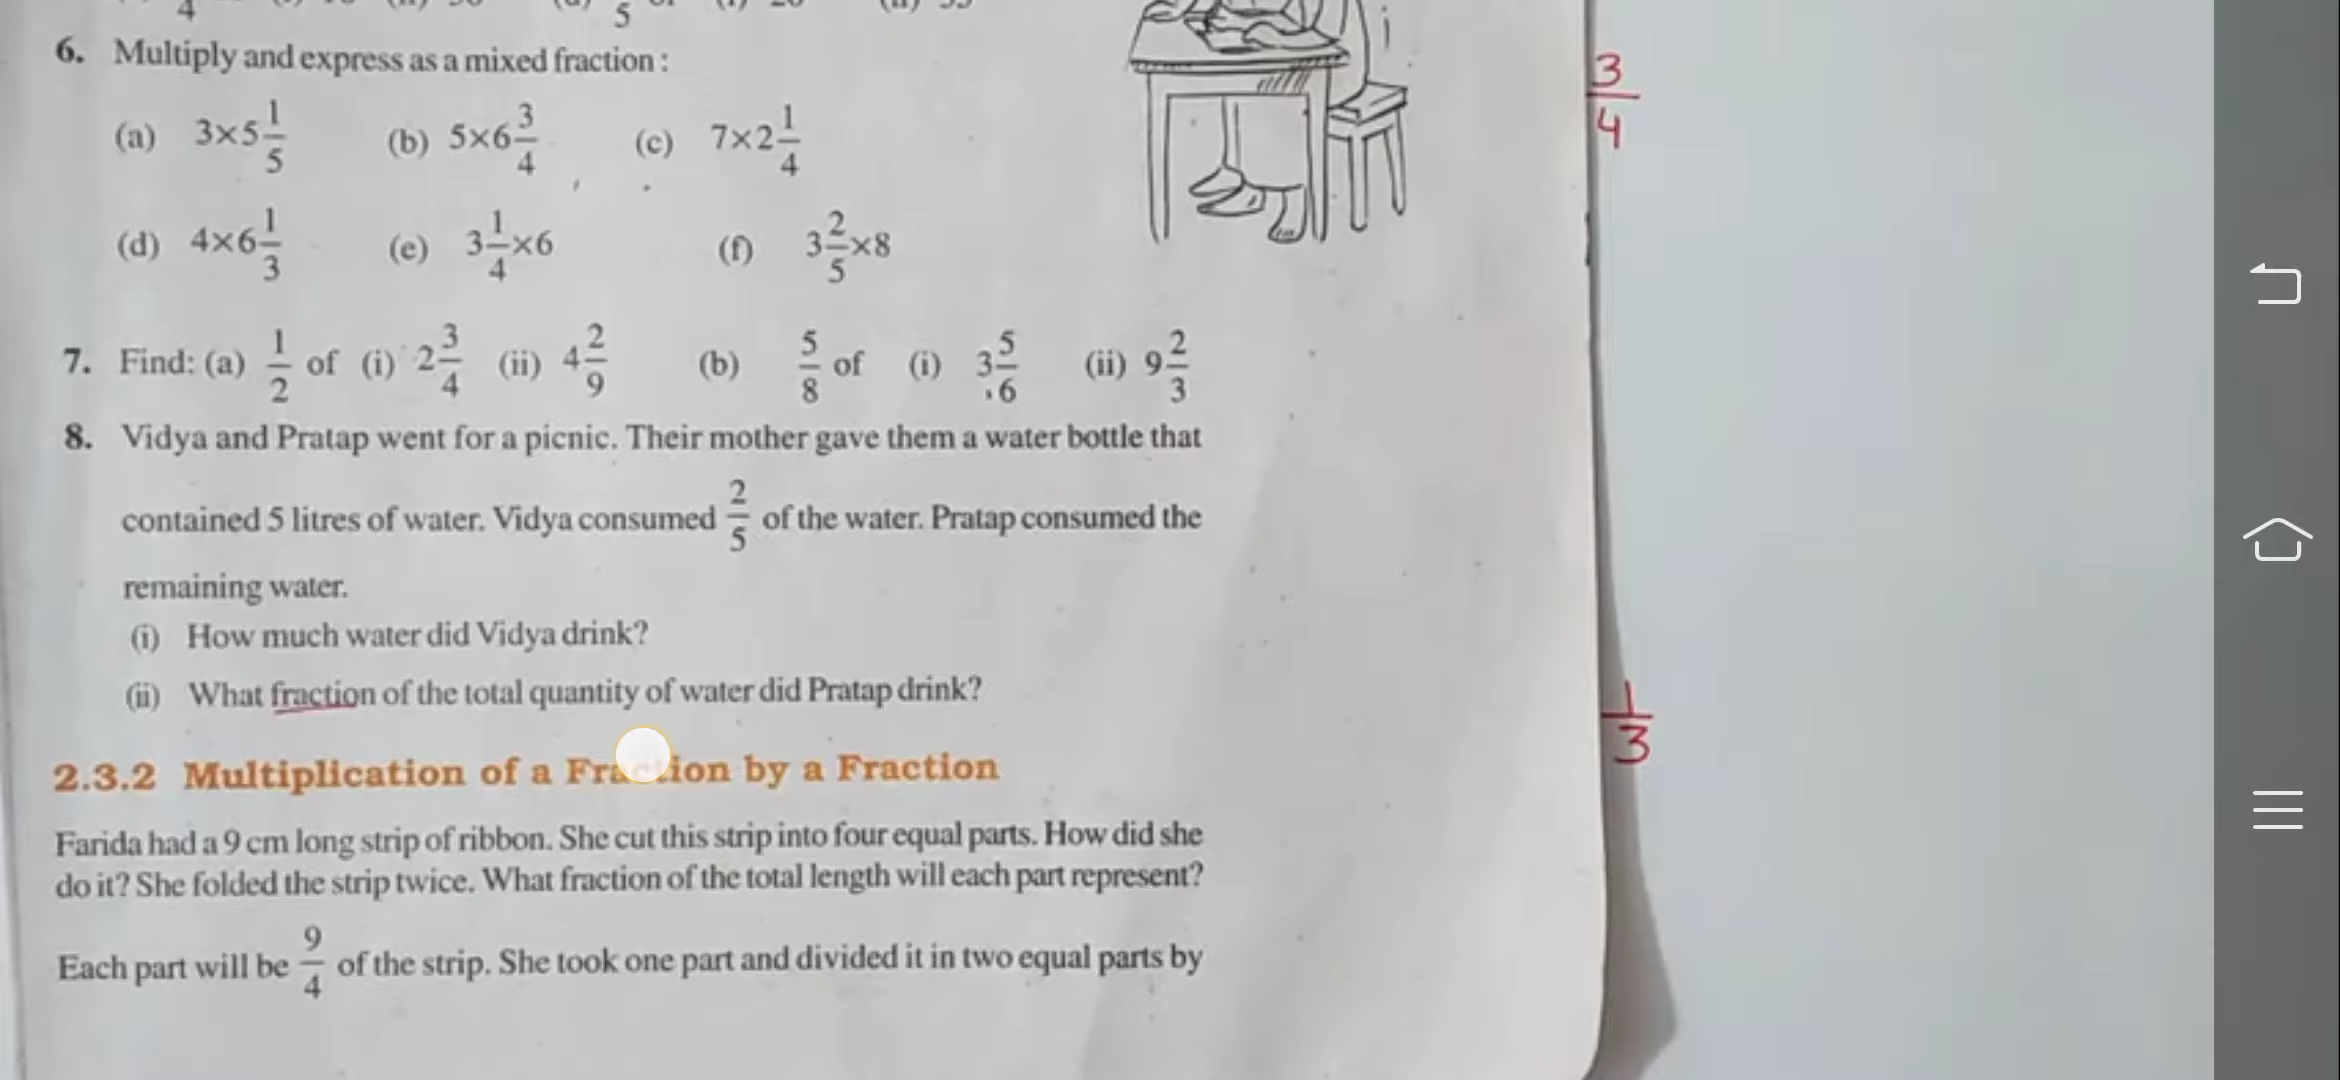 6. Multiply and express as a mixed fraction :
(a) 3×5 1/5 (b) 5×6 3/4 (c) 7×2 1/4
(d) 4×6 1/3 (e) 3 1/4 ×6 (f) 3 2/5 ×8
7. Find: (a) 1/2 of (i) 2 3/4 (ii) 4 2/9 (b) 5/8 of (i) 3 5/6 (ii) 9 2/3
8. Vidya and Pratap went for a picnic. Their mother gave them a water bottle that
contained 5 litres of water. Vidya consumed 2/5 of the water. Pratap consumed the
remaining water.
(i) How much water did Vidya drink?
(ii) What fraction of the total quantity of water did Pratap drink?
2.3.2 Multiplication of a Fraction by a Fraction
Farida had a 9 cm long strip of ribbon. She cut this strip into four equal parts. How did she
do it? She folded the strip twice. What fraction of the total length will each part represent?
Each part will be 9/4 of the strip. She took one part and divided it in two equal parts by
3/4
1/3